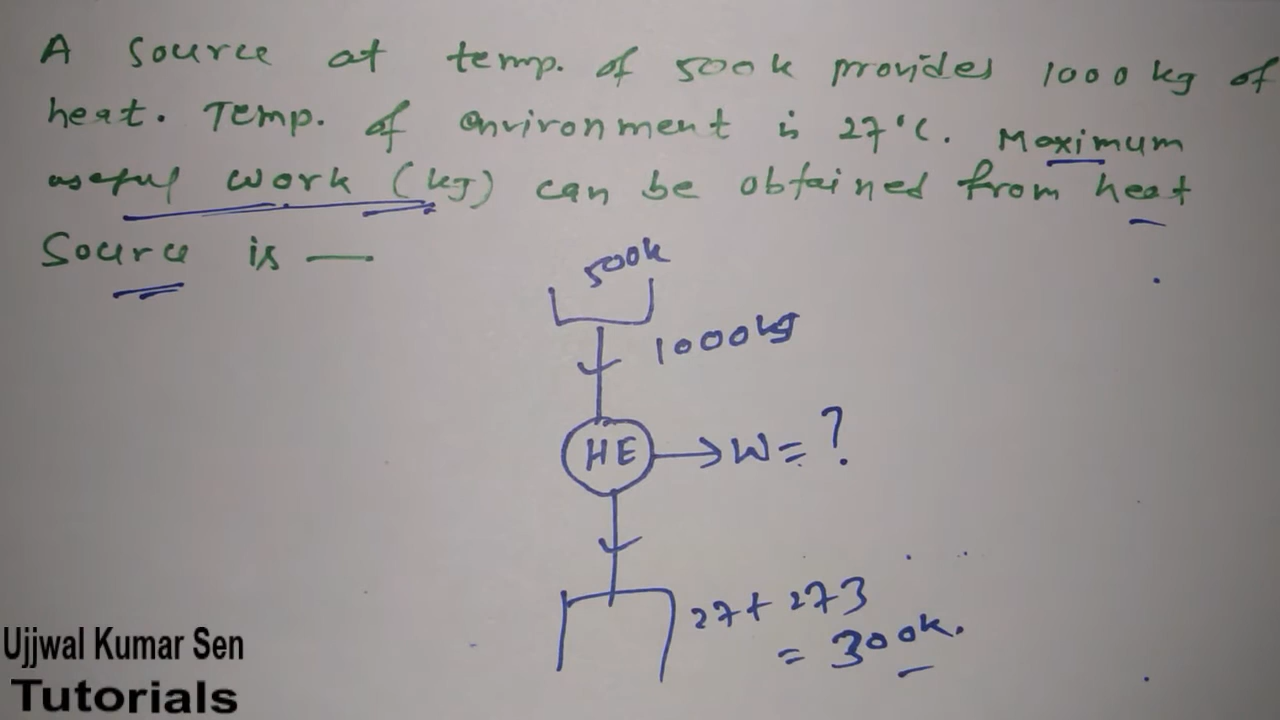 A source at temp. of 500k provides 1000 kj of
heat. Temp. of environment is 27°C. Maximum
useful work (kj) can be obtained from heat
source is —
500k
1000kj
HE → W = ?
27 + 273
= 300k.
Ujjwal Kumar Sen
Tutorials